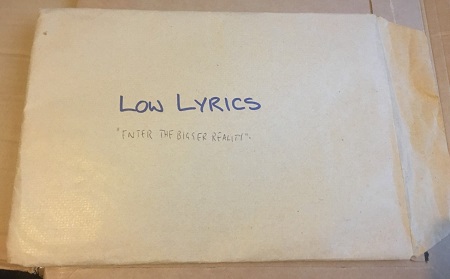 LOW LYRICS
"ENTER THE BIGGER REALITY".